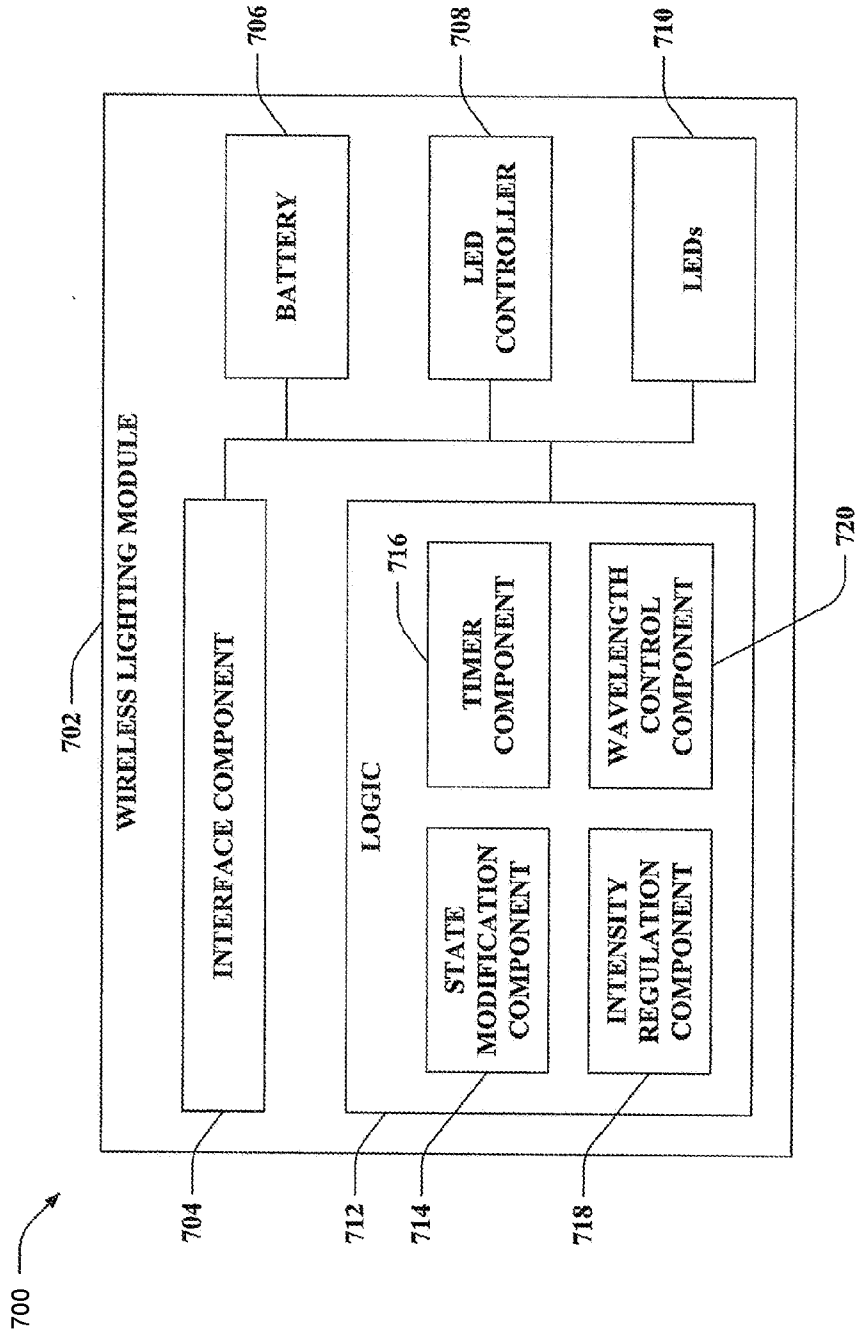 700
702
WIRELESS LIGHTING MODULE
704
INTERFACE COMPONENT
BATTERY
706
712
LOGIC
714
STATE
MODIFICATION
COMPONENT
716
TIMER
COMPONENT
LED
CONTROLLER
708
718
INTENSITY
REGULATION
COMPONENT
WAVELENGTH
CONTROL
COMPONENT
720
LEDs
710